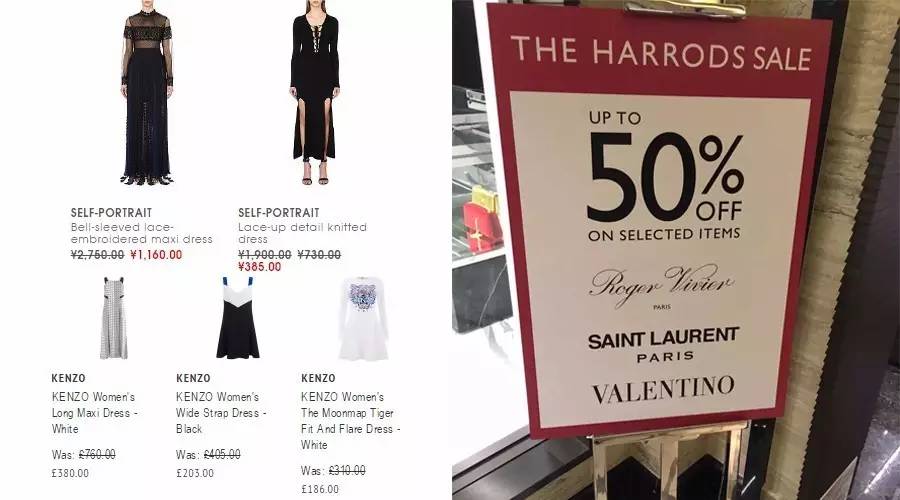 SELF-PORTRAIT
Bell-sleeved lace-
embroidered maxi dress
¥2,750.00 ¥1,160.00
SELF-PORTRAIT
Lace-up detail knitted
dress
¥1,900.00 ¥730.00
¥385.00
KENZO
KENZO Women's
Long Maxi Dress -
White
Was: £760.00
£380.00
KENZO
KENZO Women's
Wide Strap Dress -
Black
Was: £405.00
£203.00
KENZO
KENZO Women's
The Moonmap Tiger
Fit And Flare Dress -
White
Was: £310.00
£186.00
THE HARRODS SALE
UP TO
50%
OFF
ON SELECTED ITEMS
Roger Vivier
PARIS
SAINT LAURENT
PARIS
VALENTINO